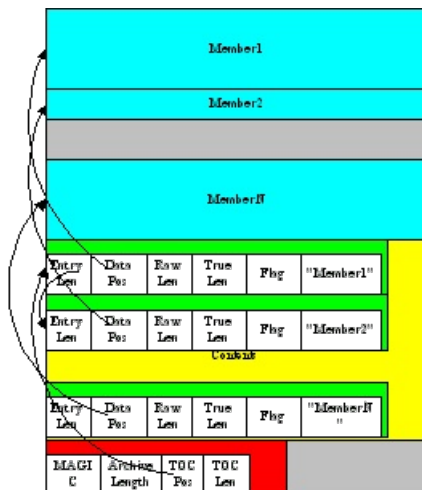 Member1
Member2
MemberN
Entry Data Raw True Flag "Member1"
Len Pos Len Len
Entry Data Raw True Flag "Member2"
Len Pos Len Len
Content
Entry Data Raw True Flag "MemberN
Len Pos Len Len "
MAGI Archive TOC TOC
C Length Pos Len